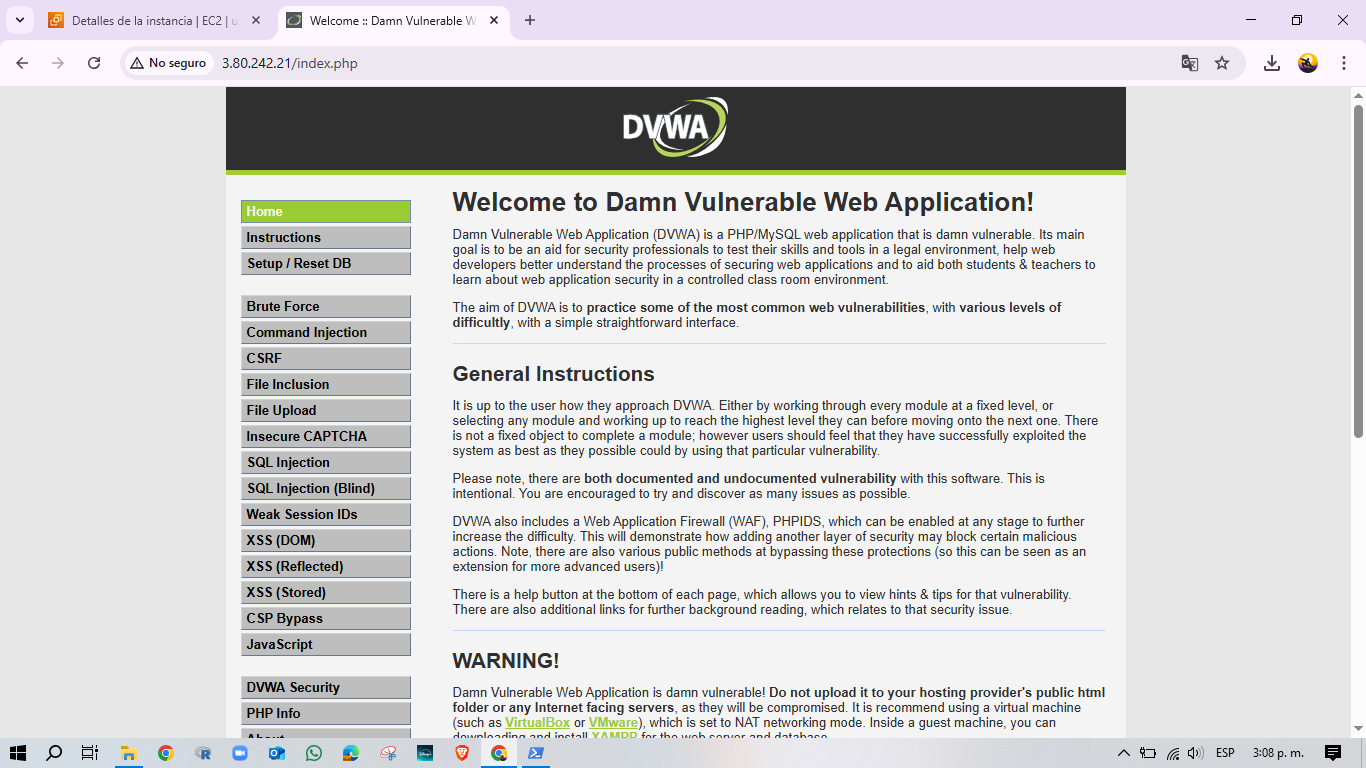 Detalles de la instancia | EC2 | u
Welcome :: Damn Vulnerable W
No seguro
3.80.242.21/index.php
DVWA
Home
Instructions
Setup / Reset DB
Brute Force
Command Injection
CSRF
File Inclusion
File Upload
Insecure CAPTCHA
SQL Injection
SQL Injection (Blind)
Weak Session IDs
XSS (DOM)
XSS (Reflected)
XSS (Stored)
CSP Bypass
JavaScript
DVWA Security
PHP Info
About
Welcome to Damn Vulnerable Web Application!
Damn Vulnerable Web Application (DVWA) is a PHP/MySQL web application that is damn vulnerable. Its main
goal is to be an aid for security professionals to test their skills and tools in a legal environment, help web
developers better understand the processes of securing web applications and to aid both students & teachers to
learn about web application security in a controlled class room environment.
The aim of DVWA is to practice some of the most common web vulnerabilities, with various levels of
difficultly, with a simple straightforward interface.
General Instructions
It is up to the user how they approach DVWA. Either by working through every module at a fixed level, or
selecting any module and working up to reach the highest level they can before moving onto the next one. There
is not a fixed object to complete a module; however users should feel that they have successfully exploited the
system as best as they possible could by using that particular vulnerability.
Please note, there are both documented and undocumented vulnerability with this software. This is
intentional. You are encouraged to try and discover as many issues as possible.
DVWA also includes a Web Application Firewall (WAF), PHPIDS, which can be enabled at any stage to further
increase the difficulty. This will demonstrate how adding another layer of security may block certain malicious
actions. Note, there are also various public methods at bypassing these protections (so this can be seen as an
extension for more advanced users)!
There is a help button at the bottom of each page, which allows you to view hints & tips for that vulnerability.
There are also additional links for further background reading, which relates to that security issue.
WARNING!
Damn Vulnerable Web Application is damn vulnerable! Do not upload it to your hosting provider's public html
folder or any Internet facing servers, as they will be compromised. It is recommend using a virtual machine
(such as VirtualBox or VMware), which is set to NAT networking mode. Inside a guest machine, you can
downloading and install XAMPP for the web server and database.
ESP
3:08 p. m.